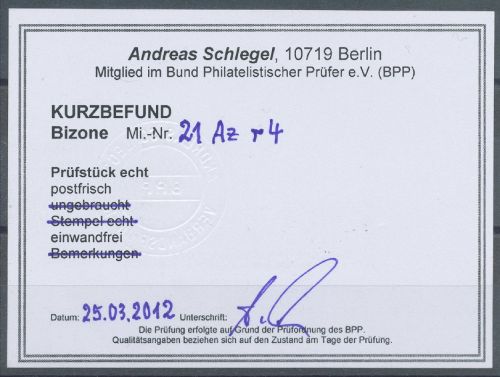 Andreas Schlegel, 10719 Berlin
Mitglied im Bund Philatelistischer Prüfer e.V. (BPP)
KURZBEFUND
Bizone Mi.-Nr. 21 Az r4
Prüfstück echt
postfrisch
ungebraucht
Stempel echt
einwandfrei
Bemerkungen
Datum: 25.03.2012 Unterschrift:
Die Prüfung erfolgte auf Grund der Prüfordnung des BPP.
Qualitätsangaben beziehen sich auf den Zustand am Tage der Prüfung.